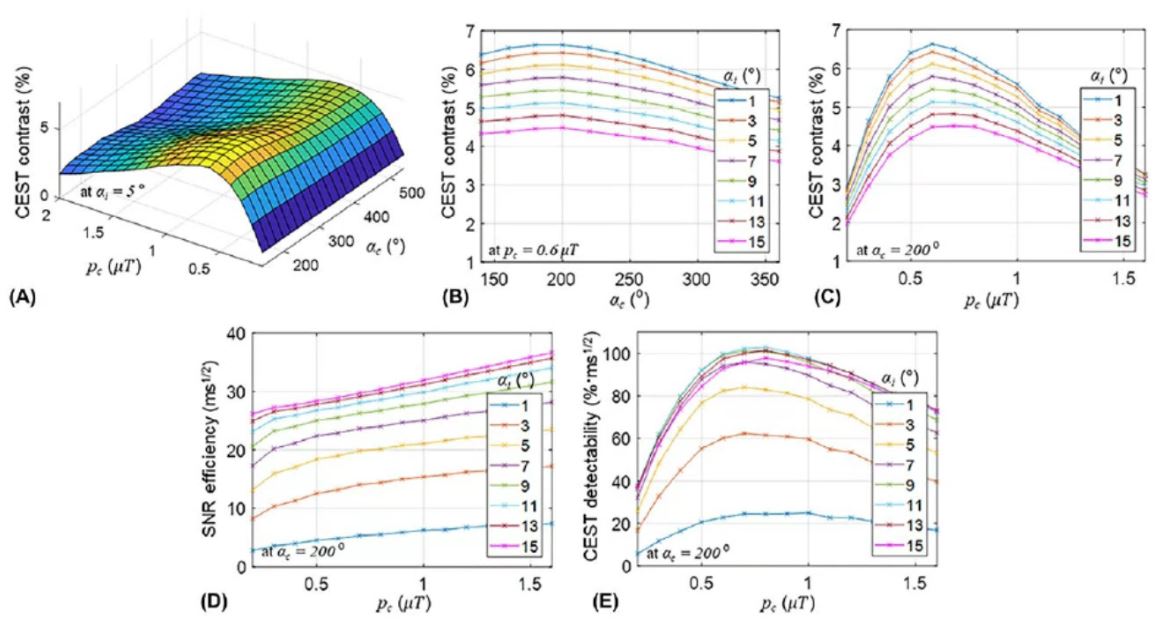 CEST contrast (%)
5
0
at αi = 5°
2
1.5
1
0.5
pc (μT)
200
300
400
500
αc (°)
(A)
7
6
5
4
3
2
1
CEST contrast (%)
αi (°)
1
3
5
7
9
11
13
15
at pc = 0.6 μT
150 200 250 300 350
αc (°)
(B)
7
6
5
4
3
2
1
CEST contrast (%)
αi (°)
1
3
5
7
9
11
13
15
at αc = 200°
0.5 1 1.5
pc (μT)
(C)
40
30
20
10
0
SNR efficiency (ms1/2)
αi (°)
1
3
5
7
9
11
13
15
at αc = 200°
0.5 1 1.5
pc (μT)
(D)
100
80
60
40
20
0
CEST detectability (%·ms1/2)
αi (°)
1
3
5
7
9
11
13
15
at αc = 200°
0.5 1 1.5
pc (μT)
(E)